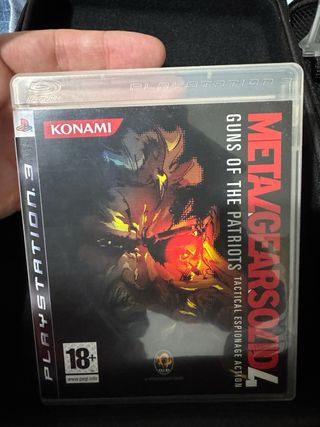 PLAYSTATION 3
PLAYSTATION 3
KONAMI
METAL GEAR SOLID 4
GUNS OF THE PATRIOTS
TACTICAL ESPIONAGE ACTION
18+
www.pegi.info